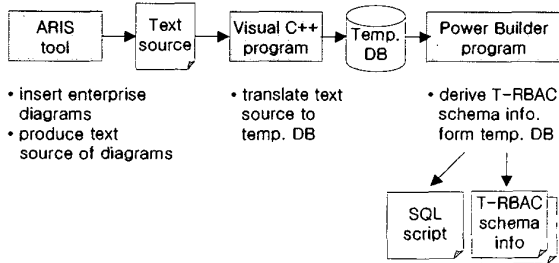 ARIS
tool
Text
source
Visual C++
program
Temp.
DB
Power Builder
program
• insert enterprise
diagrams
• produce text
source of diagrams
• translate text
source to
temp. DB
• derive T-RBAC
schema info.
form temp. DB
SQL
script
T-RBAC
schema
info